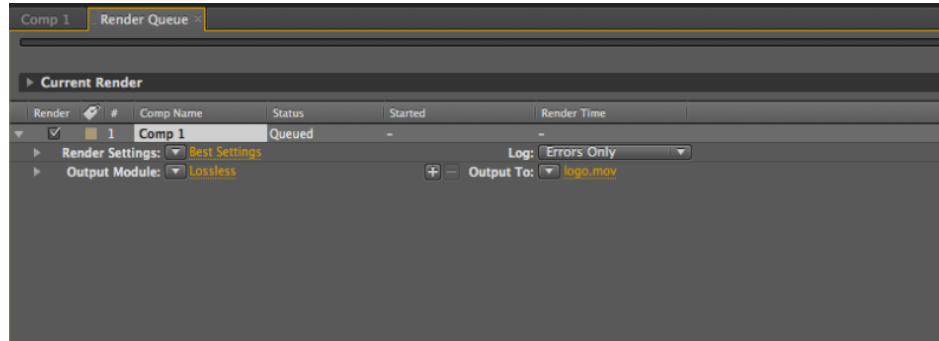 Comp 1 Render Queue ×
Current Render
Render # Comp Name Status Started Render Time
1 Comp 1 Queued - -
Render Settings: Best Settings Log: Errors Only
Output Module: Lossless + - Output To: logo.mov